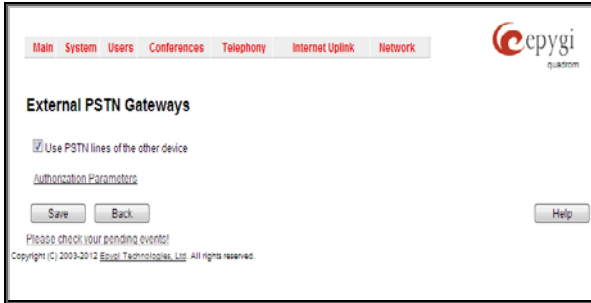 Main System Users Conferences Telephony Internet Uplink Network
epygi
quadrom
External PSTN Gateways
Use PSTN lines of the other device
Authorization Parameters
Save Back Help
Please check your pending events!
Copyright (C) 2003-2012 Epygi Technologies, Ltd. All rights reserved.